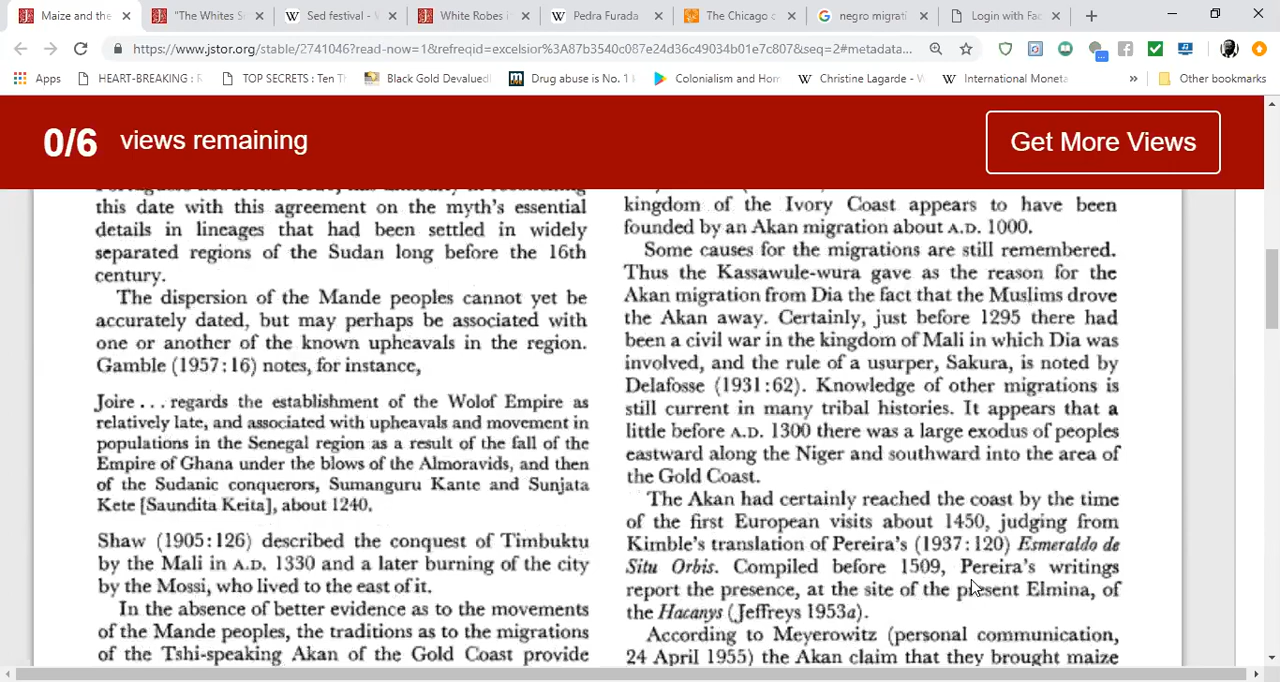 Maize and the
"The Whites S
Sed festival -
White Robes i
Pedra Furada
The Chicago
negro migrati
Login with Fac
https://www.jstor.org/stable/2741046?read-now=1&refreqid=excelsior%3A87b3540c087e24d36c49034b01e7c807&seq=2#metadata...
Apps
HEART-BREAKING : R
TOP SECRETS : Ten Th
Black Gold Devalued
Drug abuse is No. 1
Colonialism and Hom
Christine Lagarde - W
International Moneta
»
Other bookmarks
0/6 views remaining
Get More Views
this date with this agreement on the myth's essential
details in lineages that had been settled in widely
separated regions of the Sudan long before the 16th
century.
The dispersion of the Mande peoples cannot yet be
accurately dated, but may perhaps be associated with
one or another of the known upheavals in the region.
Gamble (1957:16) notes, for instance,
Joire . . . regards the establishment of the Wolof Empire as
relatively late, and associated with upheavals and movement in
populations in the Senegal region as a result of the fall of the
Empire of Ghana under the blows of the Almoravids, and then
of the Sudanic conquerors, Sumanguru Kante and Sunjata
Kete [Saundita Keita], about 1240.
Shaw (1905:126) described the conquest of Timbuktu
by the Mali in A.D. 1330 and a later burning of the city
by the Mossi, who lived to the east of it.
In the absence of better evidence as to the movements
of the Mande peoples, the traditions as to the migrations
of the Tshi-speaking Akan of the Gold Coast provide
kingdom of the Ivory Coast appears to have been
founded by an Akan migration about A.D. 1000.
Some causes for the migrations are still remembered.
Thus the Kassawule-wura gave as the reason for the
Akan migration from Dia the fact that the Muslims drove
the Akan away. Certainly, just before 1295 there had
been a civil war in the kingdom of Mali in which Dia was
involved, and the rule of a usurper, Sakura, is noted by
Delafosse (1931:62). Knowledge of other migrations is
still current in many tribal histories. It appears that a
little before A.D. 1300 there was a large exodus of peoples
eastward along the Niger and southward into the area of
the Gold Coast.
The Akan had certainly reached the coast by the time
of the first European visits about 1450, judging from
Kimble's translation of Pereira's (1937:120) Esmeraldo de
Situ Orbis. Compiled before 1509, Pereira's writings
report the presence, at the site of the present Elmina, of
the Hacanys (Jeffreys 1953a).
According to Meyerowitz (personal communication,
24 April 1955) the Akan claim that they brought maize